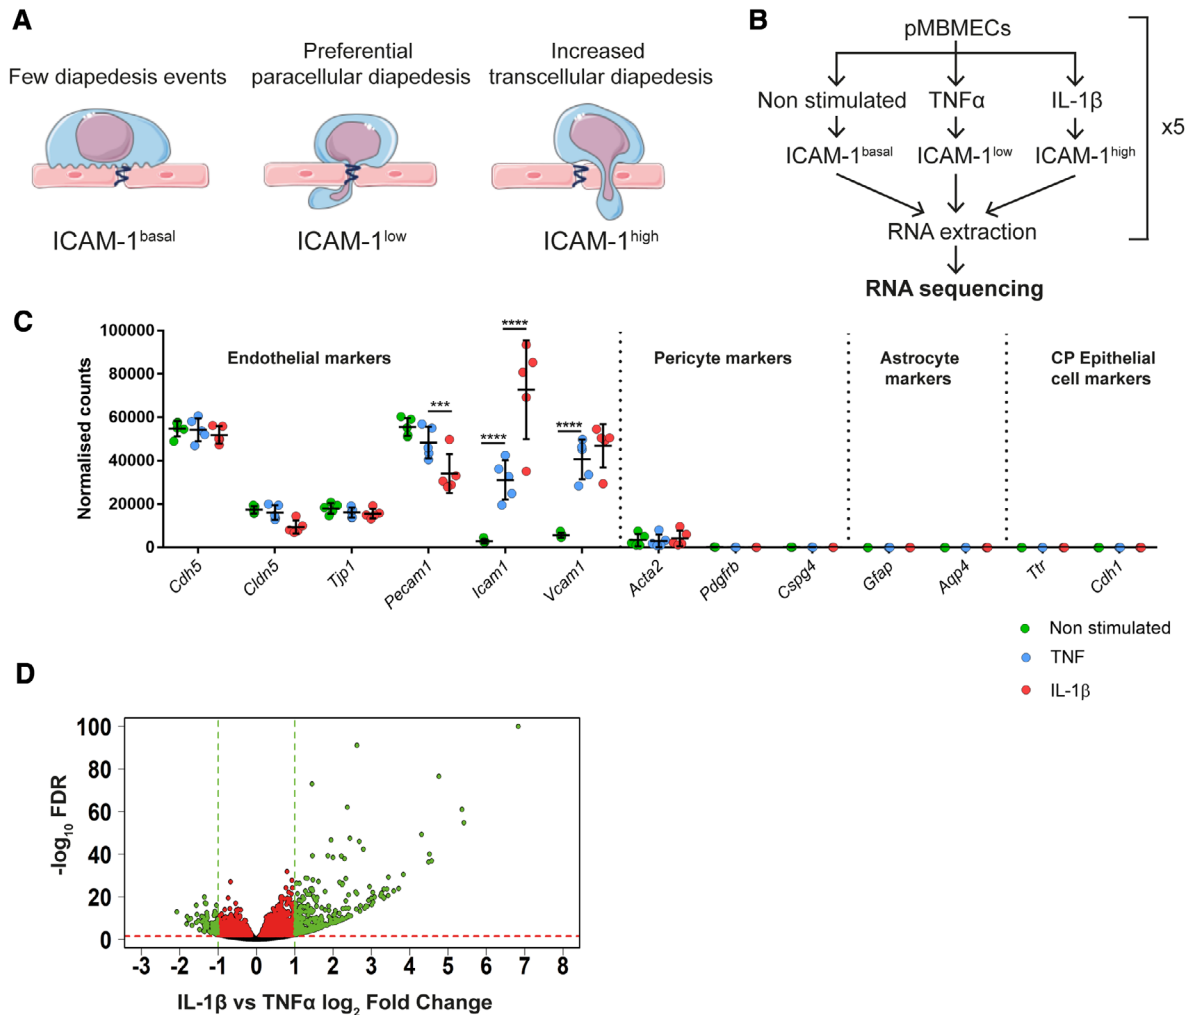 A
Few diapedesis events
Preferential
paracellular diapedesis
Increased
transcellular diapedesis
ICAM-1basal
ICAM-1low
ICAM-1high
B
pMBMECs
Non stimulated
TNFα
IL-1β
ICAM-1basal
ICAM-1low
ICAM-1high
x5
RNA extraction
RNA sequencing
C
Normalised counts
100000
80000
60000
40000
20000
0
Endothelial markers
Pericyte markers
Astrocyte
markers
CP Epithelial
cell markers
***
****
****
****
Cdh5
Cldn5
Tjp1
Pecam1
Icam1
Vcam1
Acta2
Pdgfrb
Cspg4
Gfap
Aqp4
Ttr
Cdh1
Non stimulated
TNF
IL-1β
D
-log10 FDR
100
80
60
40
20
0
-3 -2 -1 0 1 2 3 4 5 6 7 8
IL-1β vs TNFα log2 Fold Change